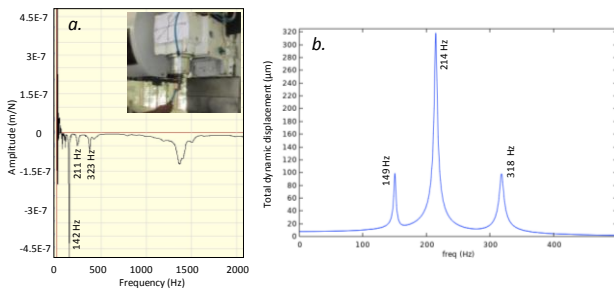 a.
4.5E-7
3E-7
1.5E-7
0
-1.5E-7
-3E-7
-4.5E-7
Amplitude (m/N)
211 Hz
323 Hz
142 Hz
0
500
1000
1500
2000
Frequency (Hz)
b.
320
300
280
260
240
220
200
180
160
140
120
100
80
60
40
20
0
Total dynamic displacement (μm)
149 Hz
214 Hz
318 Hz
0
100
200
300
400
freq (Hz)